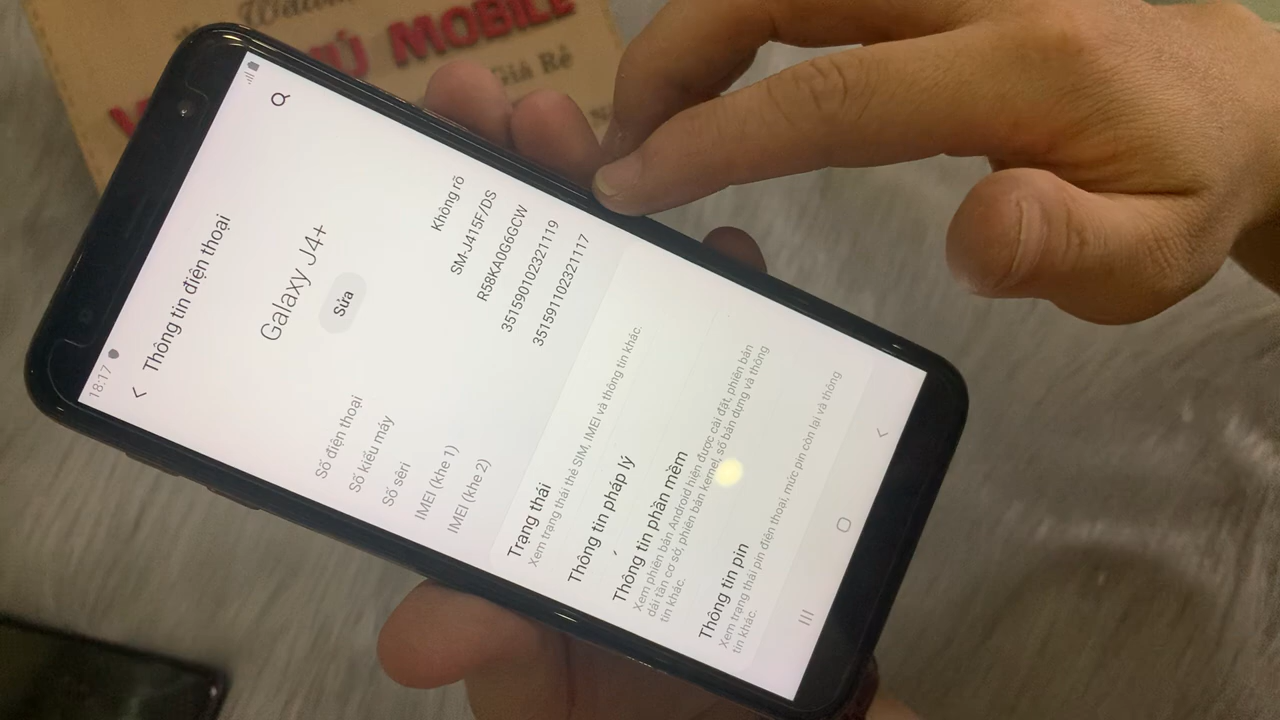 Ú MOBILE
Giá Rẻ
18:17
Thông tin điện thoại
Galaxy J4+
Sửa
Số điện thoại Không rõ
Số kiểu máy SM-J415F/DS
Số sêri R58KA0G6GCW
IMEI (khe 1) 351590102321119
IMEI (khe 2) 351591102321117
Trạng thái
Xem trạng thái thẻ SIM, IMEI và thông tin khác.
Thông tin pháp lý
Thông tin phần mềm
Xem phiên bản Android hiện được cài đặt, phiên bản
dải tần cơ sở, phiên bản kernel, số bản dựng và thông
tin khác.
Thông tin pin
Xem trạng thái pin điện thoại, mức pin còn lại và thông
tin khác.